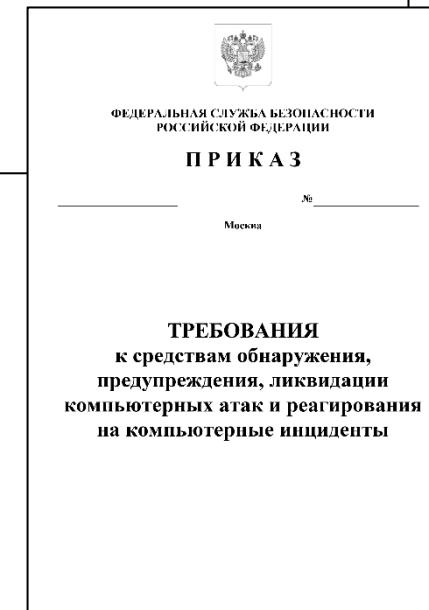 ФЕДЕРАЛЬНАЯ СЛУЖБА БЕЗОПАСНОСТИ
РОССИЙСКОЙ ФЕДЕРАЦИИ
ПРИКАЗ
№
Москва
ТРЕБОВАНИЯ
к средствам обнаружения,
предупреждения, ликвидации
компьютерных атак и реагирования
на компьютерные инциденты